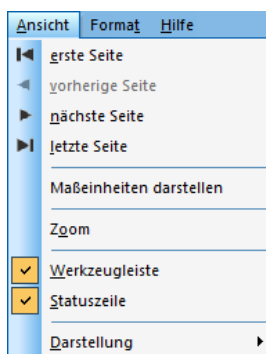 Ansicht Format Hilfe
erste Seite
vorherige Seite
nächste Seite
letzte Seite
Maßeinheiten darstellen
Zoom
Werkzeugleiste
Statuszeile
Darstellung